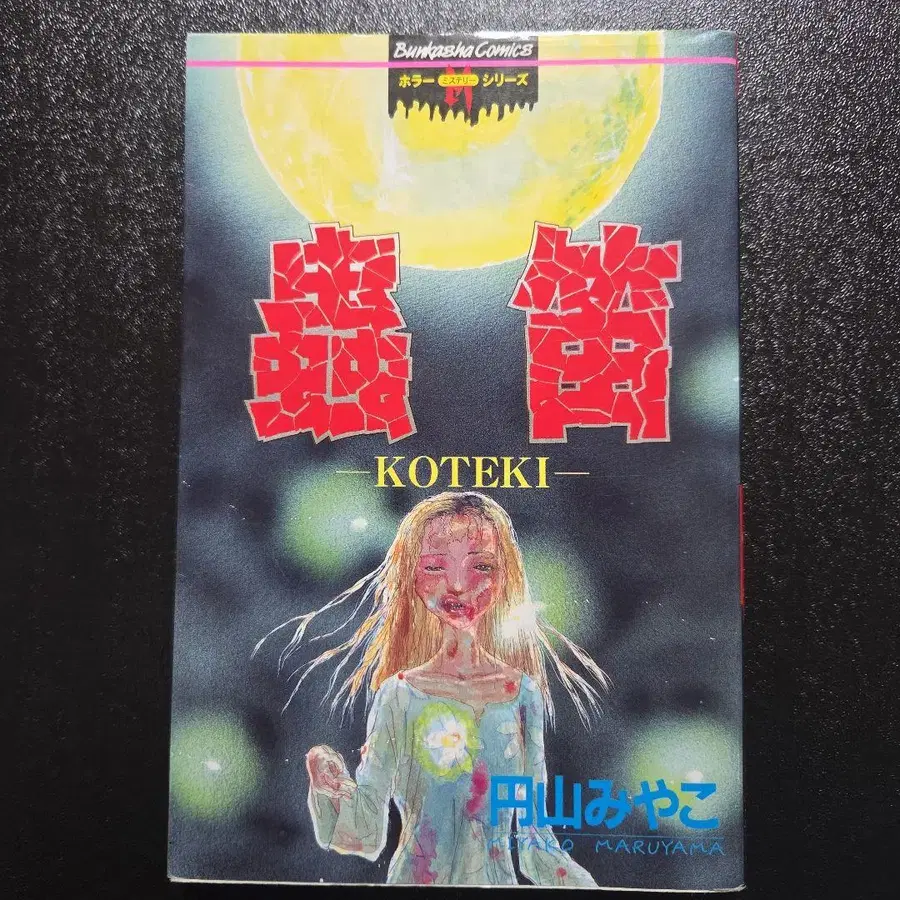 Bunkasha Comics
ホラー ミステリー シリーズ
笛
—KOTEKI—
円山みやこ
MIYAKO MARUYAMA